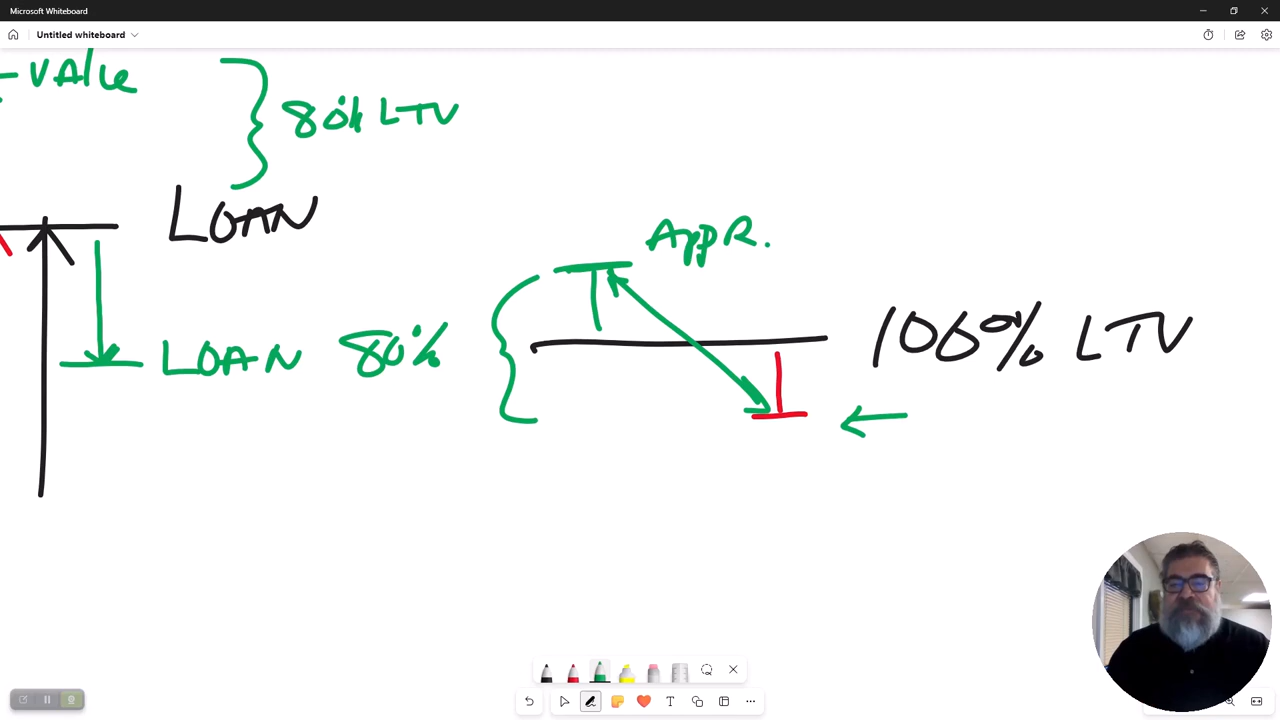 Microsoft Whiteboard
Untitled whiteboard
- VAlue
80% LTV
LOAN
LOAN 80%
AppR.
100% LTV
T